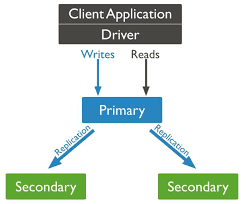 Client Application
Driver
Writes
Reads
Primary
Replication
Replication
Secondary
Secondary